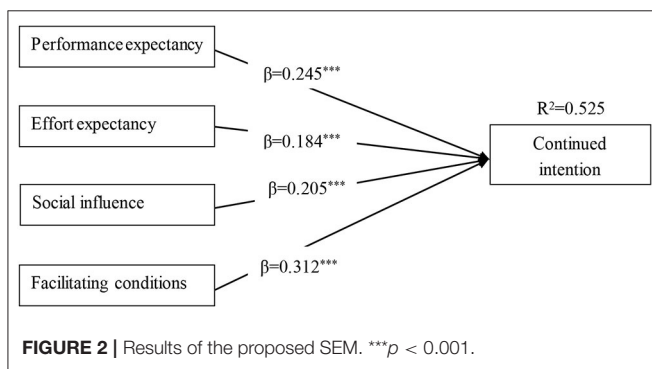 Performance expectancy
β=0.245***
Effort expectancy
β=0.184***
Social influence
β=0.205***
Facilitating conditions
β=0.312***
R²=0.525
Continued
intention
FIGURE 2 | Results of the proposed SEM. ***p < 0.001.